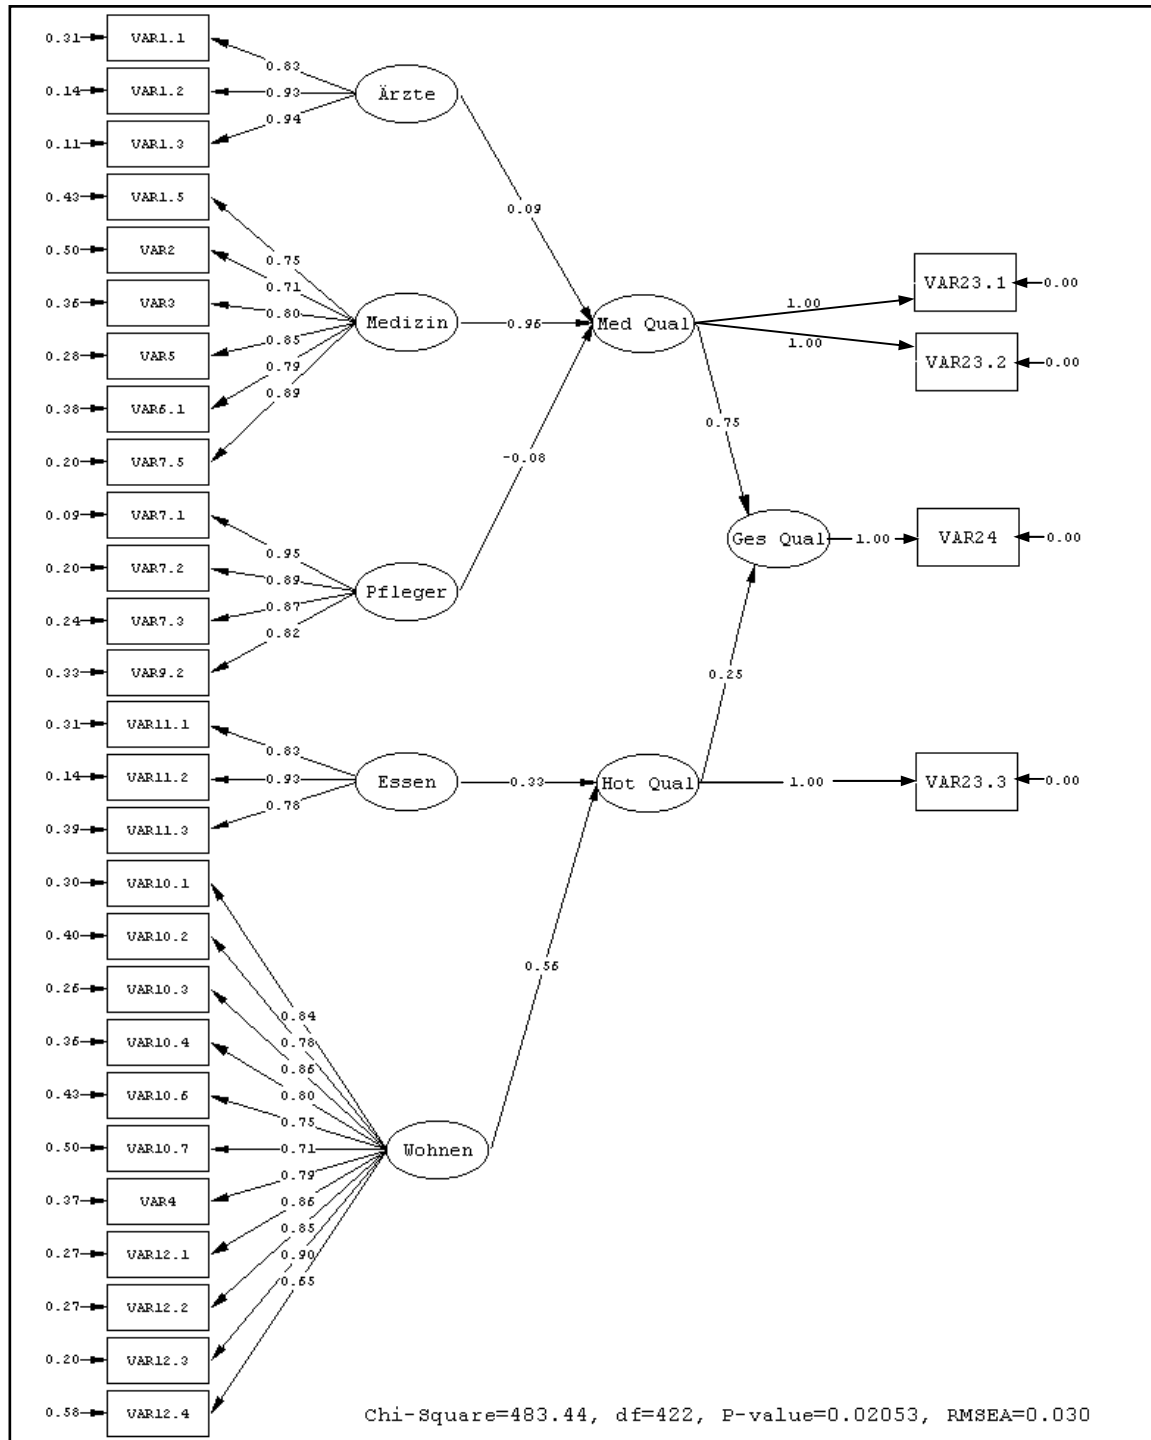 0.31 VAR1.1
0.83
0.14 VAR1.2 0.93 Ärzte
0.94
0.11 VAR1.3
0.43 VAR1.5
0.09
0.50 VAR2
0.75
0.71
0.36 VAR3 0.80
Medizin 0.96 Med Qual
0.85
0.28 VAR5
0.79
0.89
0.38 VAR6.1
0.20 VAR7.5
-0.08
VAR23.1 0.00
1.00
1.00
VAR23.2 0.00
0.75
0.09 VAR7.1
0.95
0.20 VAR7.2 0.89
Pfleger
0.87
0.24 VAR7.3
0.82
0.33 VAR9.2
Ges Qual 1.00 VAR24 0.00
0.25
0.31 VAR11.1
0.83
0.14 VAR11.2 0.93 Essen 0.33 Hot Qual 1.00 VAR23.3 0.00
0.78
0.39 VAR11.3
0.30 VAR10.1
0.40 VAR10.2
0.56
0.26 VAR10.3
0.84
0.36 VAR10.4 0.78
0.86
0.43 VAR10.6 0.80
0.75
0.50 VAR10.7 0.71 Wohnen
0.79
0.37 VAR4 0.86
0.85
0.27 VAR12.1 0.90
0.65
0.27 VAR12.2
0.20 VAR12.3
0.58 VAR12.4
Chi-Square=483.44, df=422, P-value=0.02053, RMSEA=0.030